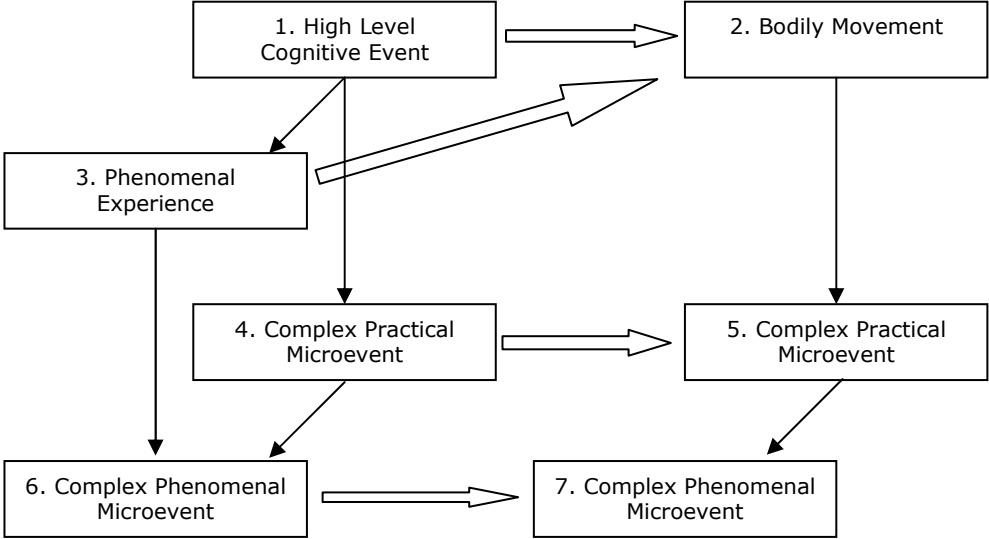 1. High Level
Cognitive Event
2. Bodily Movement
3. Phenomenal
Experience
4. Complex Practical
Microevent
5. Complex Practical
Microevent
6. Complex Phenomenal
Microevent
7. Complex Phenomenal
Microevent